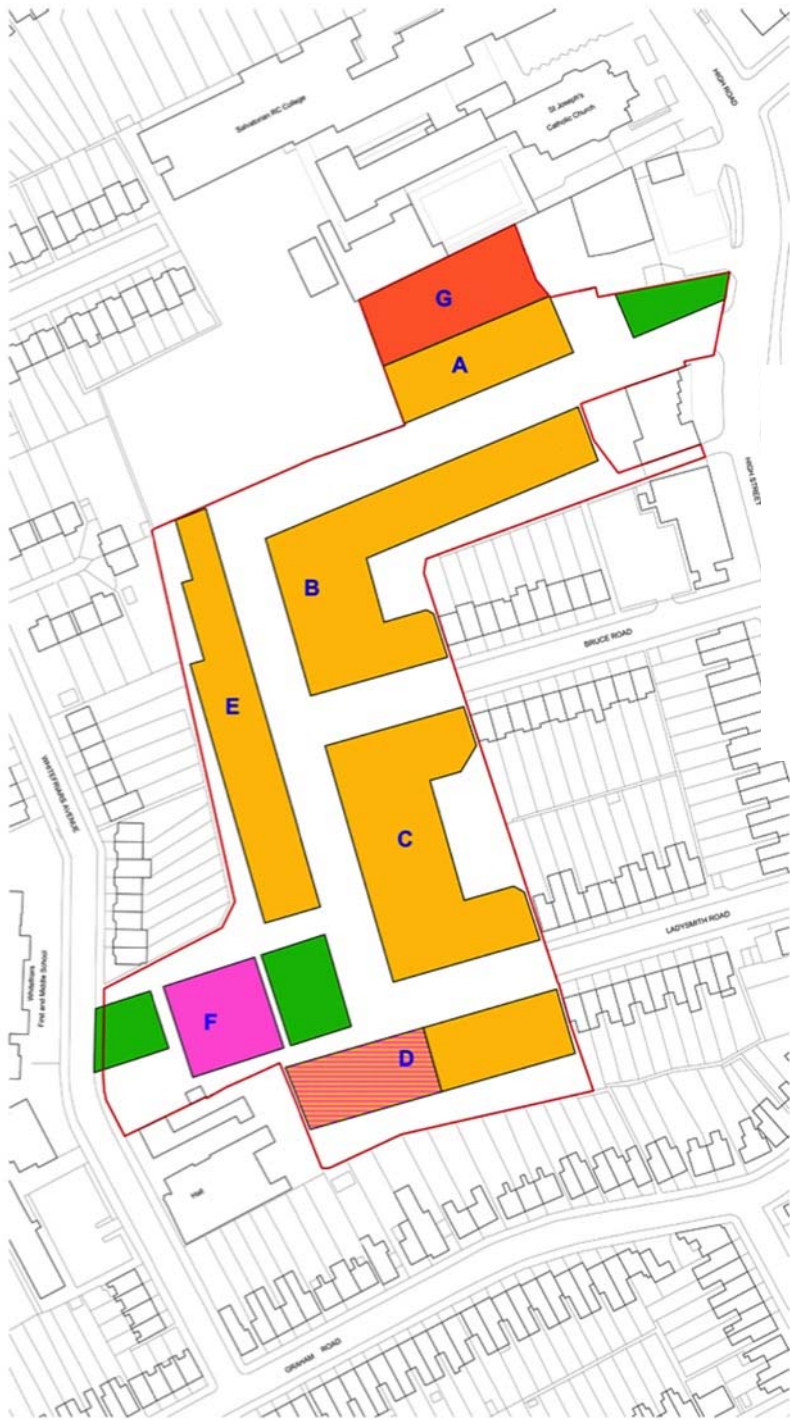 HIGH ROAD
Salvatorian RC College
St Joseph's
Catholic Church
G
A
HIGH STREET
B
BRUCE ROAD
E
WHITEFRIARS AVENUE
C
LADYSMITH ROAD
Whitefriars
First and Middle School
F
D
Hall
GRAHAM ROAD